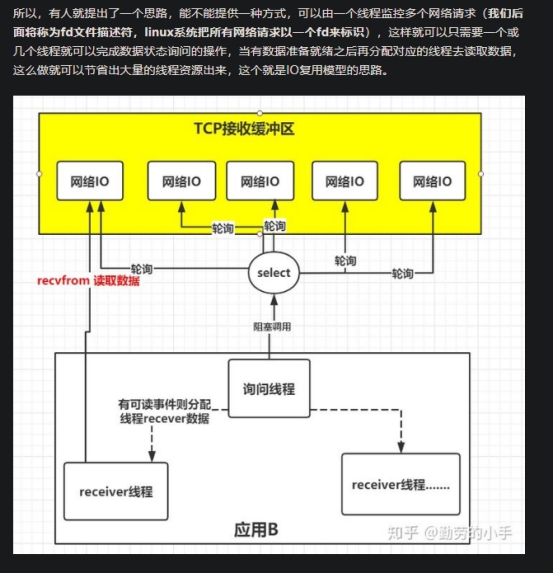 所以，有人就提出了一个思路，能不能提供一种方式，可以由一个线程监控多个网络请求（我们后
面将称为fd文件描述符，linux系统把所有网络请求以一个fd来标识），这样就可以只需要一个或
几个线程就可以完成数据状态询问的操作，当有数据准备就绪之后再分配对应的线程去读取数据，
这么做就可以节省出大量的线程资源出来，这个就是IO复用模型的思路。
TCP接收缓冲区
网络IO
网络IO
网络IO
网络IO
网络IO
轮询
轮询
轮询
轮询
轮询
select
recvfrom 读取数据
阻塞调用
询问线程
有可读事件则分配
线程recever数据
receiver线程
receiver线程.......
应用B
知乎 @勤劳的小手